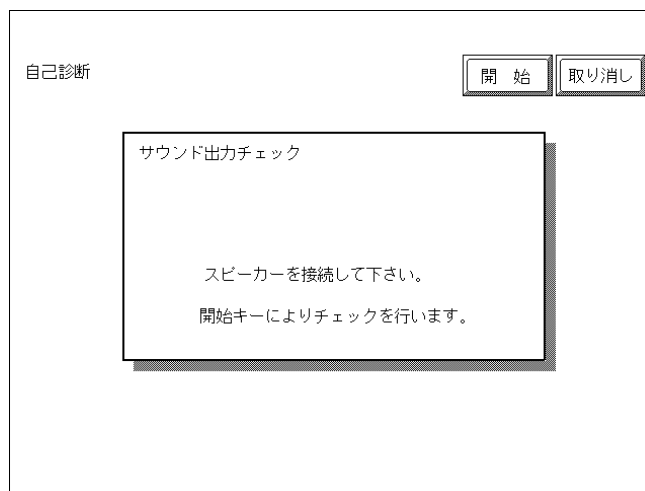 自己診断
開　始
取り消し
サウンド出力チェック
スピーカーを接続して下さい。
開始キーによりチェックを行います。